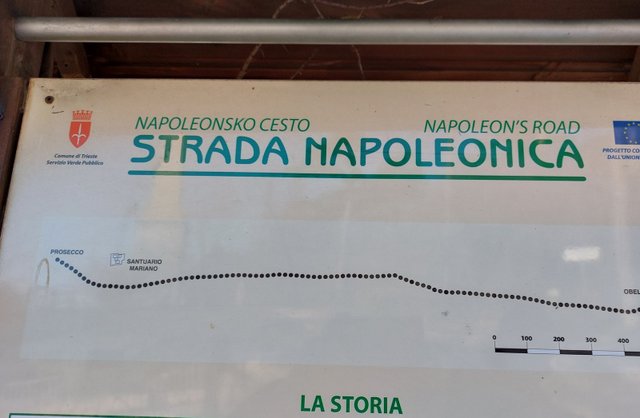 NAPOLEONSKO CESTO
NAPOLEON'S ROAD
STRADA NAPOLEONICA
Comune di Trieste
Servizio Verde Pubblico
PROGETTO CO
DALL'UNION
PROSECCO
SANTUARIO
MARIANO
OBEL
0 100 200 300 400
LA STORIA